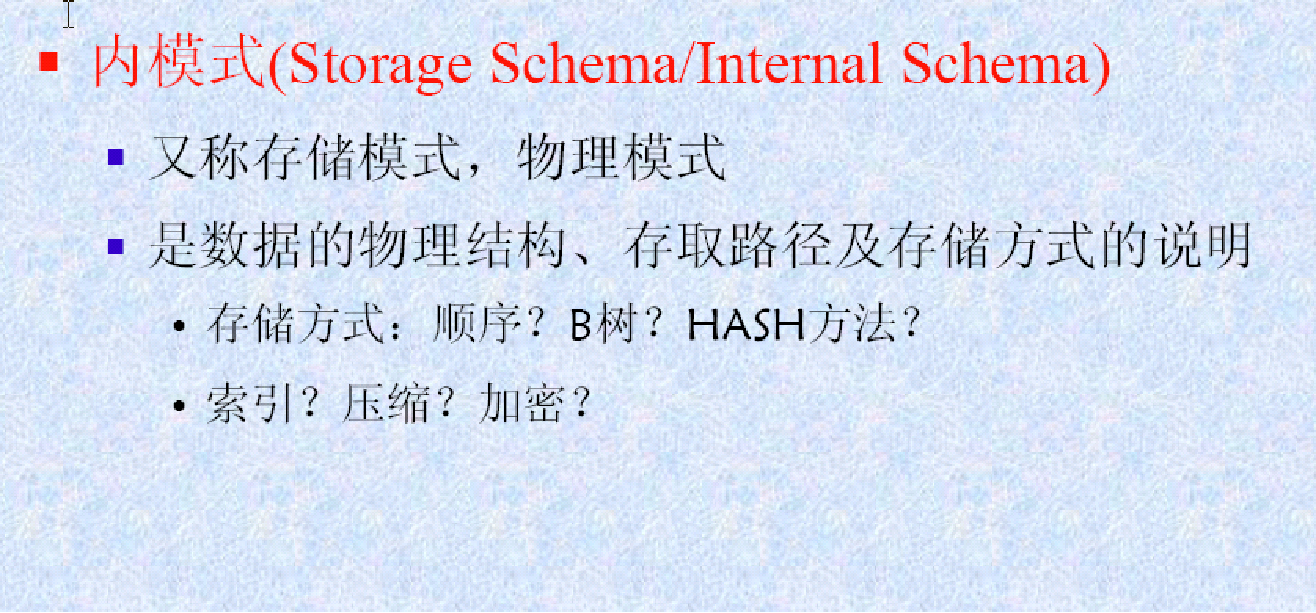 内模式(Storage Schema/Internal Schema)
又称存储模式，物理模式
是数据的物理结构、存取路径及存储方式的说明
存储方式：顺序？B树？HASH方法？
索引？压缩？加密？